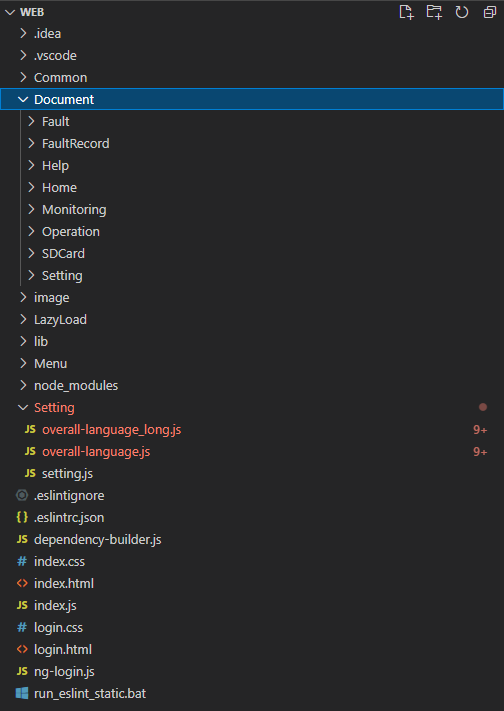 WEB
.idea
.vscode
Common
Document
Fault
FaultRecord
Help
Home
Monitoring
Operation
SDCard
Setting
image
LazyLoad
lib
Menu
node_modules
Setting
JS overall-language_long.js 9+
JS overall-language.js 9+
JS setting.js
.eslintignore
{} .eslintrc.json
JS dependency-builder.js
# index.css
<> index.html
JS index.js
# login.css
<> login.html
JS ng-login.js
run_eslint_static.bat